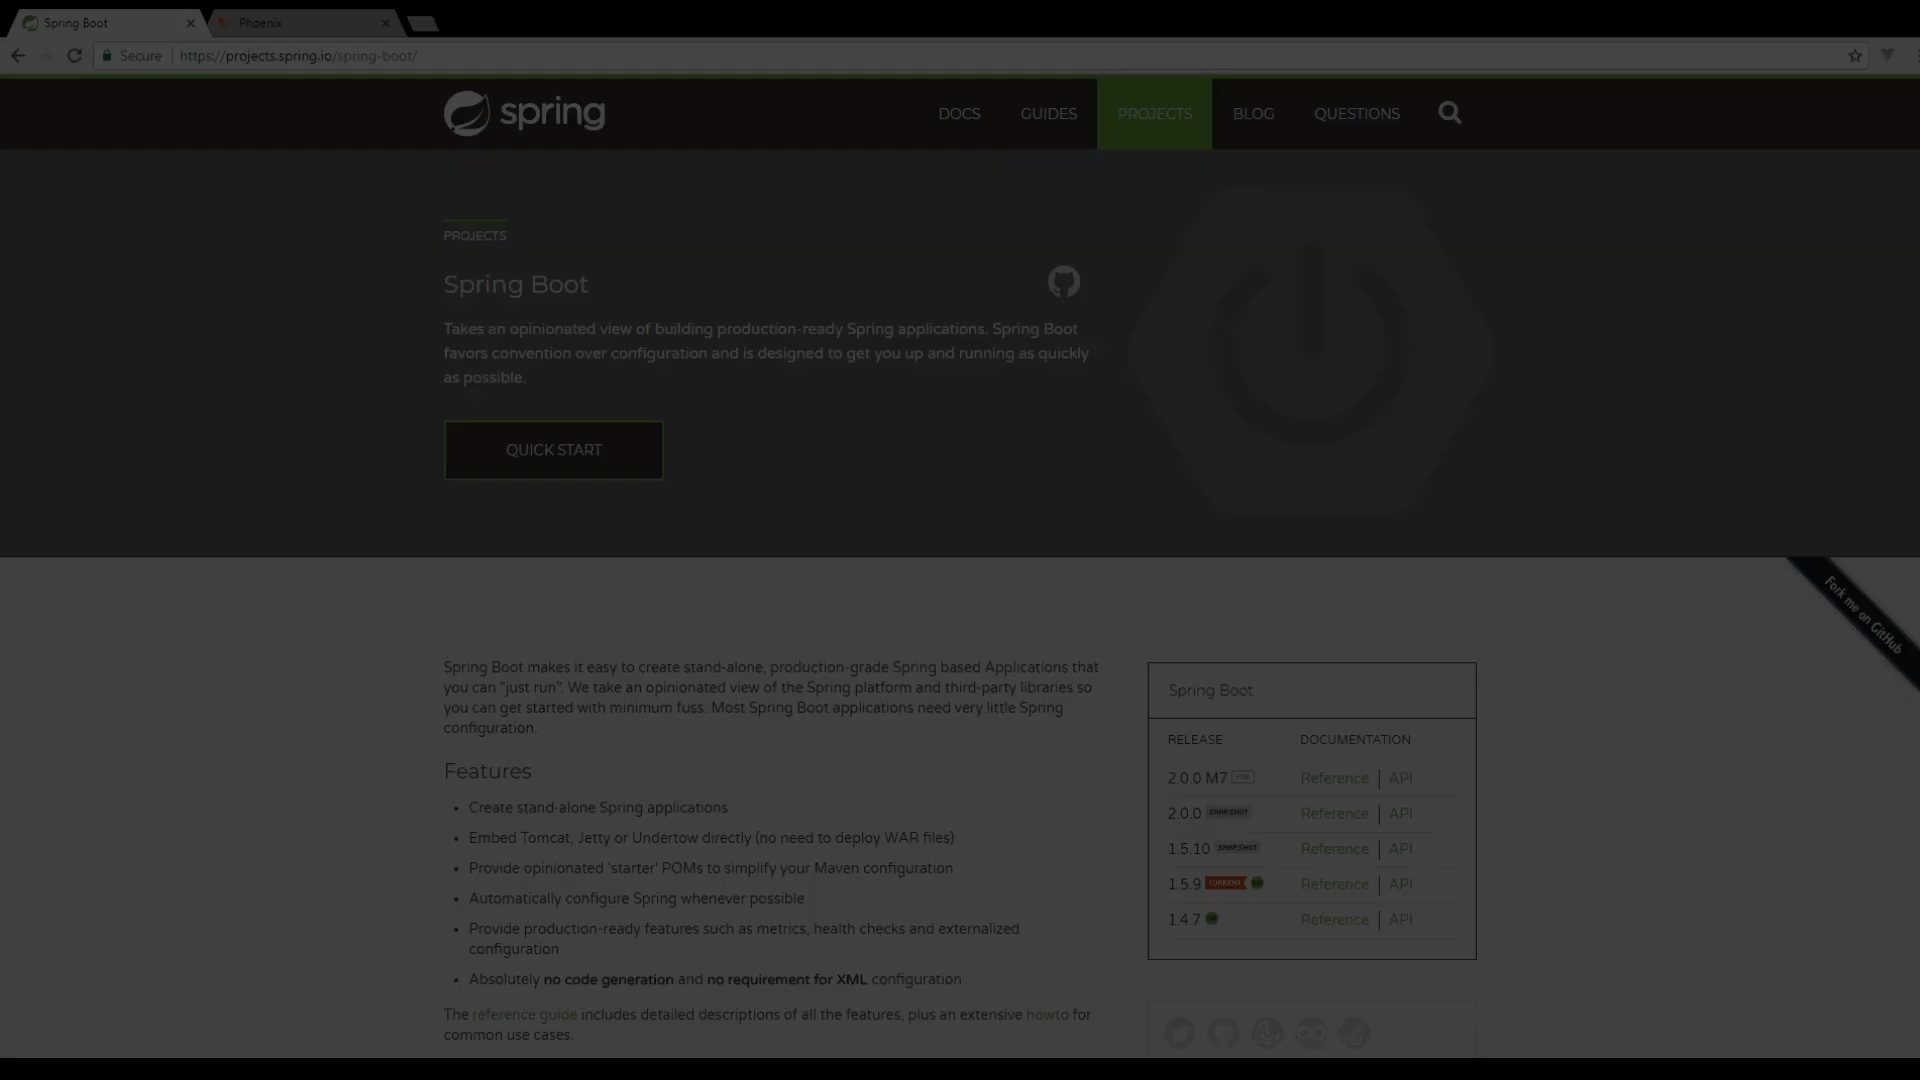 Spring Boot
Phoenix
Secure https://projects.spring.io/spring-boot/
spring
DOCS GUIDES PROJECTS BLOG QUESTIONS
PROJECTS
Spring Boot
Takes an opinionated view of building production-ready Spring applications. Spring Boot
favors convention over configuration and is designed to get you up and running as quickly
as possible.
QUICK START
Fork me on GitHub
Spring Boot makes it easy to create stand-alone, production-grade Spring based Applications that
you can "just run". We take an opinionated view of the Spring platform and third-party libraries so
you can get started with minimum fuss. Most Spring Boot applications need very little Spring
configuration.
Features
• Create stand-alone Spring applications
• Embed Tomcat, Jetty or Undertow directly (no need to deploy WAR files)
• Provide opinionated 'starter' POMs to simplify your Maven configuration
• Automatically configure Spring whenever possible
• Provide production-ready features such as metrics, health checks and externalized
configuration
• Absolutely no code generation and no requirement for XML configuration
The reference guide includes detailed descriptions of all the features, plus an extensive howto for
common use cases.
Spring Boot
RELEASE DOCUMENTATION
2.0.0 M7 PRE Reference API
2.0.0 SNAPSHOT Reference API
1.5.10 SNAPSHOT Reference API
1.5.9 CURRENT Reference API
1.4.7 Reference API